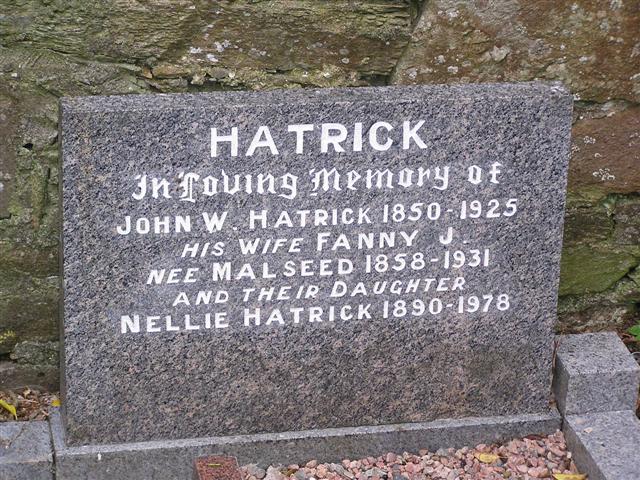 HATRICK
In Loving Memory of
JOHN W. HATRICK 1850-1925
HIS WIFE FANNY J.
NEE MALSEED 1858-1931
AND THEIR DAUGHTER
NELLIE HATRICK 1890-1978